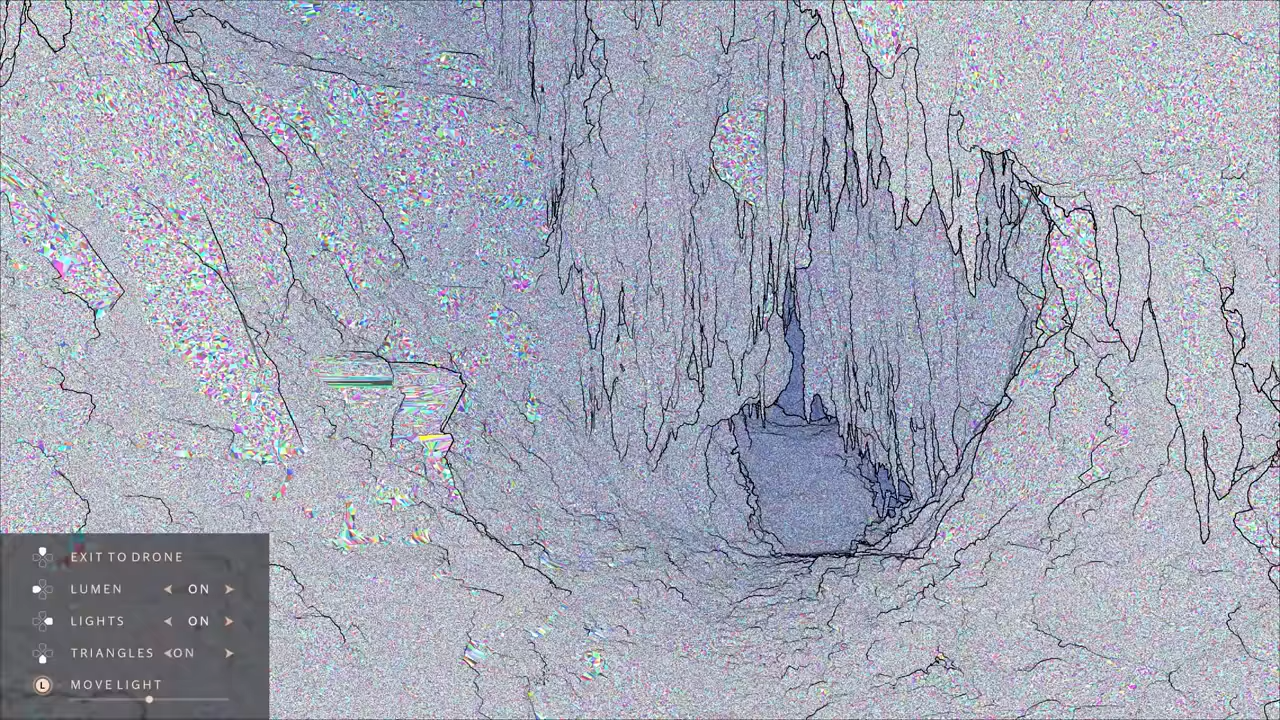 EXIT TO DRONE
LUMEN ON
LIGHTS ON
TRIANGLES ON
L MOVE LIGHT